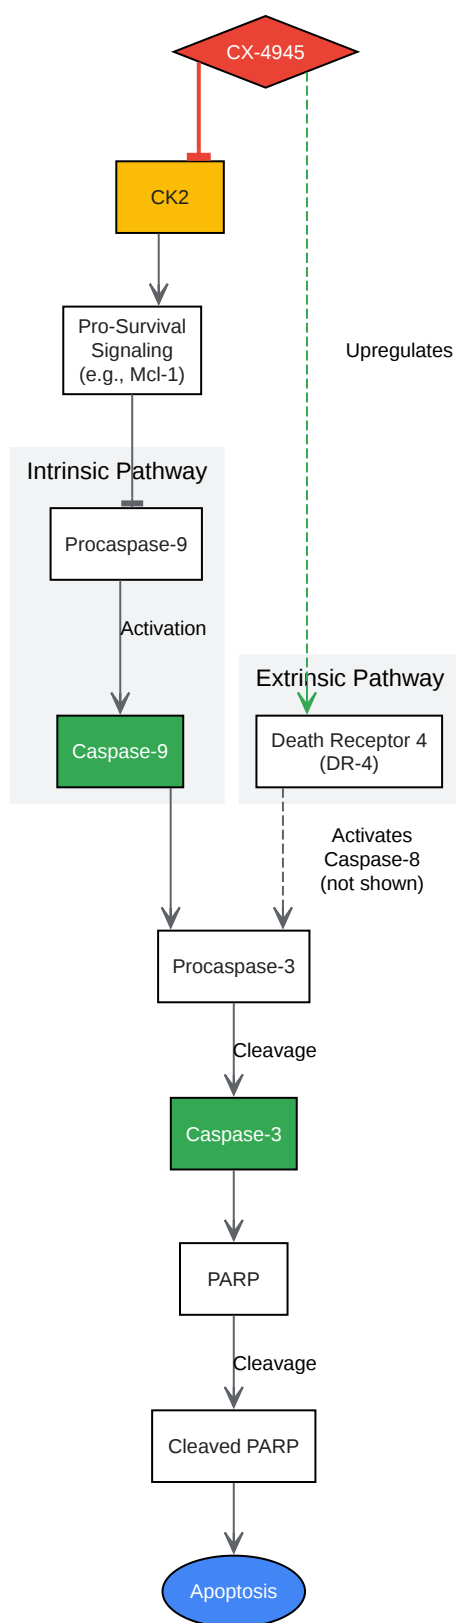 CX-4945
CK2
Pro-Survival
Signaling
(e.g., Mcl-1)
Upregulates
Intrinsic Pathway
Procaspase-9
Activation
Caspase-9
Extrinsic Pathway
Death Receptor 4
(DR-4)
Activates
Caspase-8
(not shown)
Procaspase-3
Cleavage
Caspase-3
PARP
Cleavage
Cleaved PARP
Apoptosis